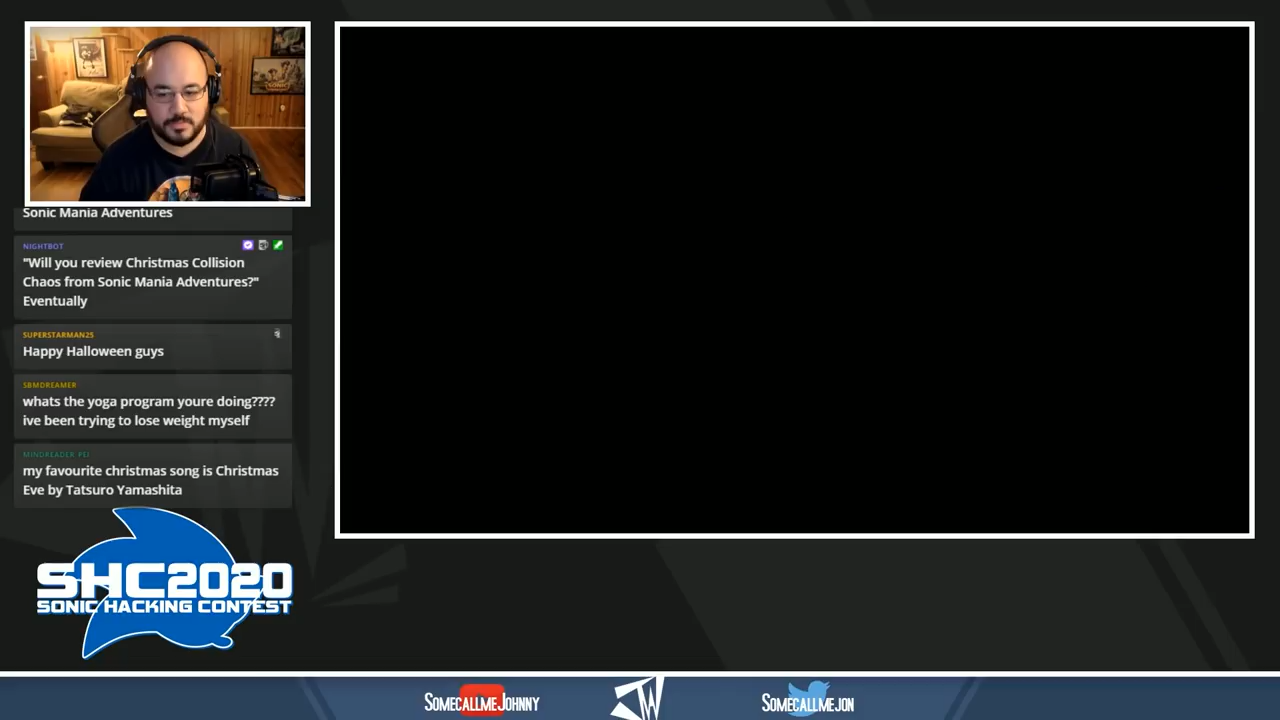 SONIC
Sonic Mania Adventures
NIGHTBOT
"Will you review Christmas Collision
Chaos from Sonic Mania Adventures?"
Eventually
SUPERSTARMAN25
Happy Halloween guys
SBMDREAMER
whats the yoga program youre doing????
ive been trying to lose weight myself
MINDREADER_PEJ
my favourite christmas song is Christmas
Eve by Tatsuro Yamashita
SHC2020
SONIC HACKING CONTEST
SOMECALLMEJOHNNY
SOMECALLMEJON